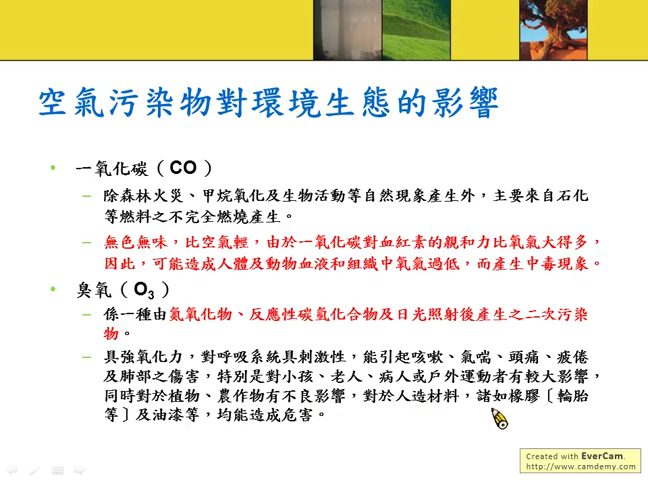 空氣污染物對環境生態的影響
• 一氧化碳（CO）
– 除森林火災、甲烷氧化及生物活動等自然現象產生外，主要來自石化
等燃料之不完全燃燒產生。
– 無色無味，比空氣輕，由於一氧化碳對血紅素的親和力比氧氣大得多，
因此，可能造成人體及動物血液和組織中氧氣過低，而產生中毒現象。
• 臭氧（O₃）
– 係一種由氮氧化物、反應性碳氫化合物及日光照射後產生之二次污染
物。
– 具強氧化力，對呼吸系統具刺激性，能引起咳嗽、氣喘、頭痛、疲倦
及肺部之傷害，特別是對小孩、老人、病人或戶外運動者有較大影響，
同時對於植物、農作物有不良影響，對於人造材料，諸如橡膠〔輪胎
等〕及油漆等，均能造成危害。
Created with EverCam.
http://www.camdemy.com